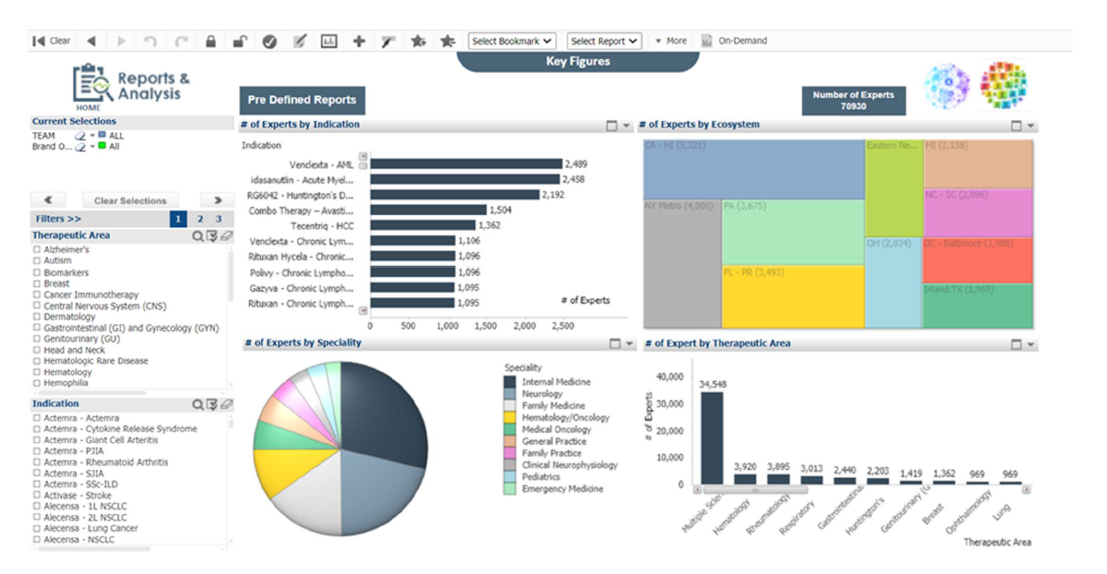 Clear
Select Bookmark
Select Report
More
On-Demand
Key Figures
Reports &
Analysis
HOME
Pre Defined Reports
Number of Experts
70930
Current Selections
TEAM ALL
Brand O... All
Clear Selections
Filters >> 1 2 3
Therapeutic Area
Alzheimer's
Autism
Biomarkers
Breast
Cancer Immunotherapy
Central Nervous System (CNS)
Dermatology
Gastrointestinal (GI) and Gynecology (GYN)
Genitourinary (GU)
Head and Neck
Hematologic Rare Disease
Hematology
Hemophilia
Indication
Actemra - Actemra
Actemra - Cytokine Release Syndrome
Actemra - Giant Cell Arteritis
Actemra - PJIA
Actemra - Rheumatoid Arthritis
Actemra - SJIA
Actemra - SSc-ILD
Activase - Stroke
Alecensa - 1L NSCLC
Alecensa - 2L NSCLC
Alecensa - Lung Cancer
Alecensa - NSCLC
# of Experts by Indication
Indication
Venclexta - AML 2,489
idasanutlin - Acute Myel... 2,458
RG6042 - Huntington's D... 2,192
Combo Therapy – Avasti... 1,504
Tecentriq - HCC 1,362
Venclexta - Chronic Lym... 1,106
Rituxan Hycela - Chronic... 1,096
Polivy - Chronic Lympho... 1,096
Gazyva - Chronic Lymph... 1,095
Rituxan - Chronic Lymph... 1,095
# of Experts
0 500 1,000 1,500 2,000 2,500
# of Experts by Ecosystem
CA - HI (5,321)
Eastern Ne...
MI (2,138)
NC - SC (2,096)
NY Metro (4,000)
PA (3,675)
OH (2,034)
DC - Baltimore (1,988)
FL - PR (3,493)
Inland TX (1,969)
# of Experts by Speciality
Speciality
Internal Medicine
Neurology
Family Medicine
Hematology/Oncology
Medical Oncology
General Practice
Family Practice
Clinical Neurophysiology
Pediatrics
Emergency Medicine
# of Expert by Therapeutic Area
# of Experts
40,000
30,000
20,000
10,000
0
34,548
3,920
3,895
3,013
2,440
2,203
1,419
1,362
969
969
Multiple Scler
Hematology
Rheumatology
Respiratory
Gastrointestinal
Huntington's
Genitourinary (G
Breast
Ophthalmology
Lung
Therapeutic Area